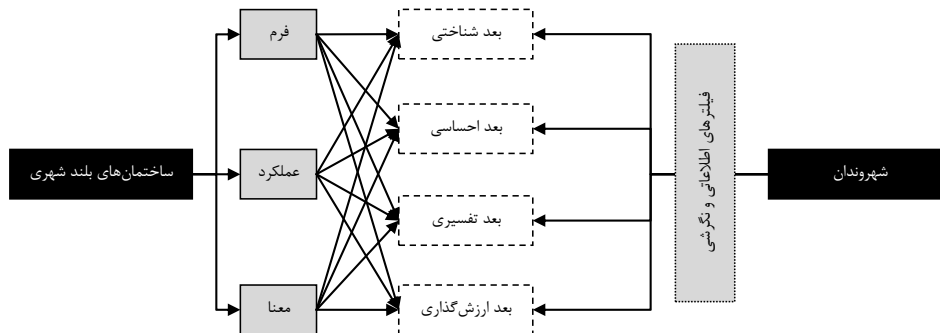 فرم
بعد شناختی
بعد احساسی
ساختمان‌های بلند شهری
عملکرد
فیلترهای اطلاعاتی و نگرشی
شهروندان
بعد تفسیری
معنا
بعد ارزش‌گذاری